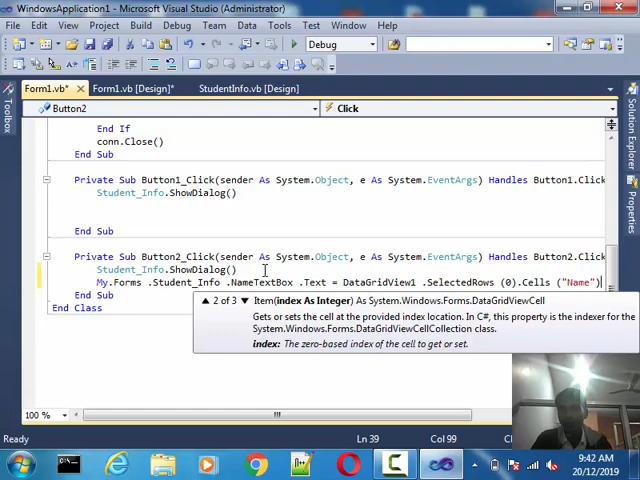 WindowsApplication1 - Microsoft Visual Studio (Administrator)
File Edit View Project Build Debug Team Data Tools Test Window Help
Debug
Form1.vb* Form1.vb [Design]* StudentInfo.vb [Design]
Button2 Click
Toolbox
Solution Explorer
Properties
End If
conn.Close()
End Sub
Private Sub Button1_Click(sender As System.Object, e As System.EventArgs) Handles Button1.Click
Student_Info.ShowDialog()
End Sub
Private Sub Button2_Click(sender As System.Object, e As System.EventArgs) Handles Button2.Click
Student_Info.ShowDialog()
My.Forms .Student_Info .NameTextBox .Text = DataGridView1 .SelectedRows (0).Cells ("Name")
End Sub
End Class
2 of 3 Item(index As Integer) As System.Windows.Forms.DataGridViewCell
Gets or sets the cell at the provided index location. In C#, this property is the indexer for the
System.Windows.Forms.DataGridViewCellCollection class.
index: The zero-based index of the cell to get or set.
100 %
Ready Ln 39 Col 99
9:42 AM
20/12/2019